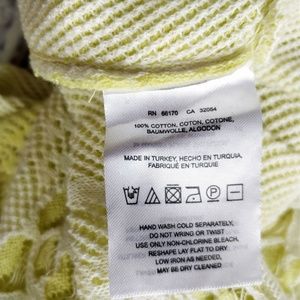 RN 66170 CA 32054
100% COTTON, COTON, COTONE,
BAUMWOLLE, ALGODON
MADE IN TURKEY, HECHO EN TURQUIA,
FABRIQUÉ EN TURQUIE
HAND WASH COLD SEPARATELY,
DO NOT WRING OR TWIST
USE ONLY NON-CHLORINE BLEACH,
RESHAPE LAY FLAT TO DRY
LOW IRON AS NEEDED,
MAY BE DRY CLEANED